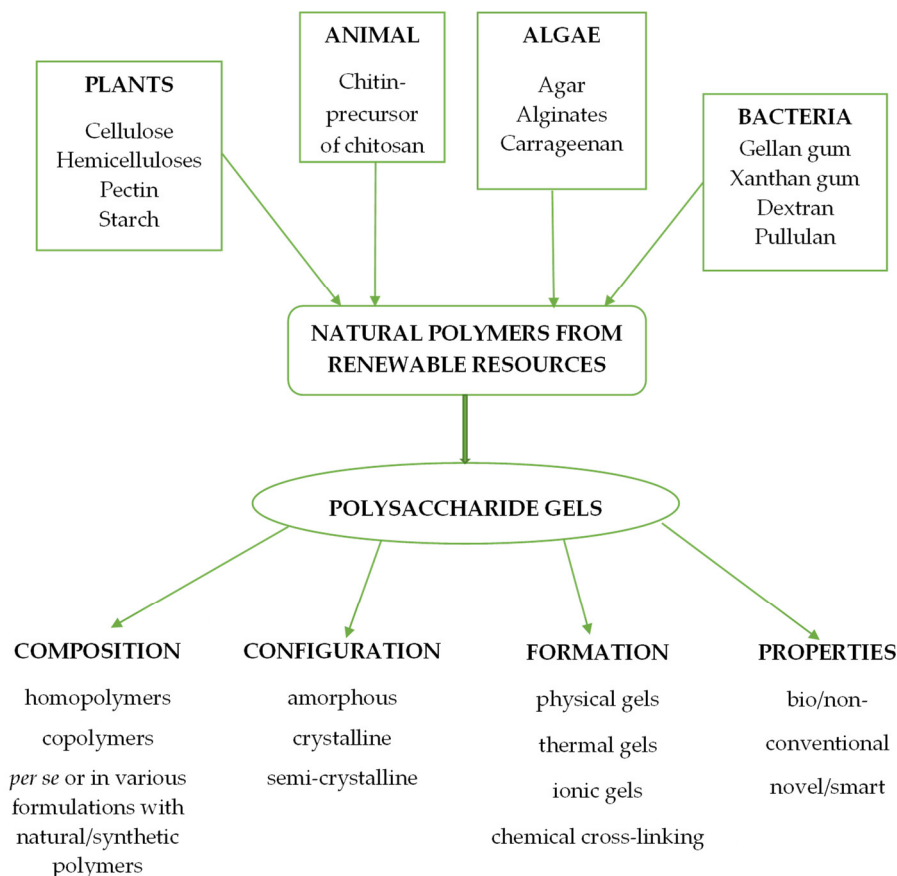 PLANTS
Cellulose
Hemicelluloses
Pectin
Starch
ANIMAL
Chitin-
precursor
of chitosan
ALGAE
Agar
Alginates
Carrageenan
BACTERIA
Gellan gum
Xanthan gum
Dextran
Pullulan
NATURAL POLYMERS FROM
RENEWABLE RESOURCES
POLYSACCHARIDE GELS
COMPOSITION
homopolymers
copolymers
per se or in various
formulations with
natural/synthetic
polymers
CONFIGURATION
amorphous
crystalline
semi-crystalline
FORMATION
physical gels
thermal gels
ionic gels
chemical cross-linking
PROPERTIES
bio/non-
conventional
novel/smart